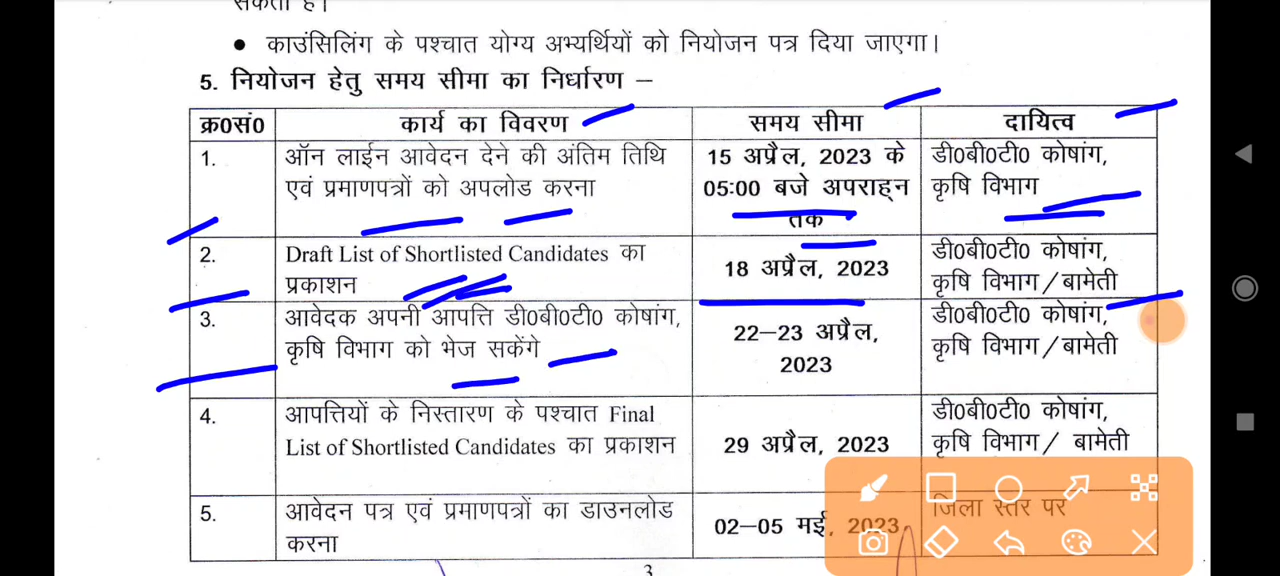 सकता है।
● काउंसिलिंग के पश्चात योग्य अभ्यर्थियों को नियोजन पत्र दिया जाएगा।
5. नियोजन हेतु समय सीमा का निर्धारण –
क्र0सं0 कार्य का विवरण समय सीमा दायित्व
1. ऑन लाईन आवेदन देने की अंतिम तिथि
एवं प्रमाणपत्रों को अपलोड करना
15 अप्रैल, 2023 के
05:00 बजे अपराह्न
तक
डी0बी0टी0 कोषांग,
कृषि विभाग
2. Draft List of Shortlisted Candidates का
प्रकाशन
18 अप्रैल, 2023
डी0बी0टी0 कोषांग,
कृषि विभाग/बामेती
3. आवेदक अपनी आपत्ति डी0बी0टी0 कोषांग,
कृषि विभाग को भेज सकेंगे
22–23 अप्रैल,
2023
डी0बी0टी0 कोषांग,
कृषि विभाग/बामेती
4. आपत्तियों के निस्तारण के पश्चात Final
List of Shortlisted Candidates का प्रकाशन
29 अप्रैल, 2023
डी0बी0टी0 कोषांग,
कृषि विभाग/ बामेती
5. आवेदन पत्र एवं प्रमाणपत्रों का डाउनलोड
करना
02–05 मई, 2023
जिला स्तर पर
3